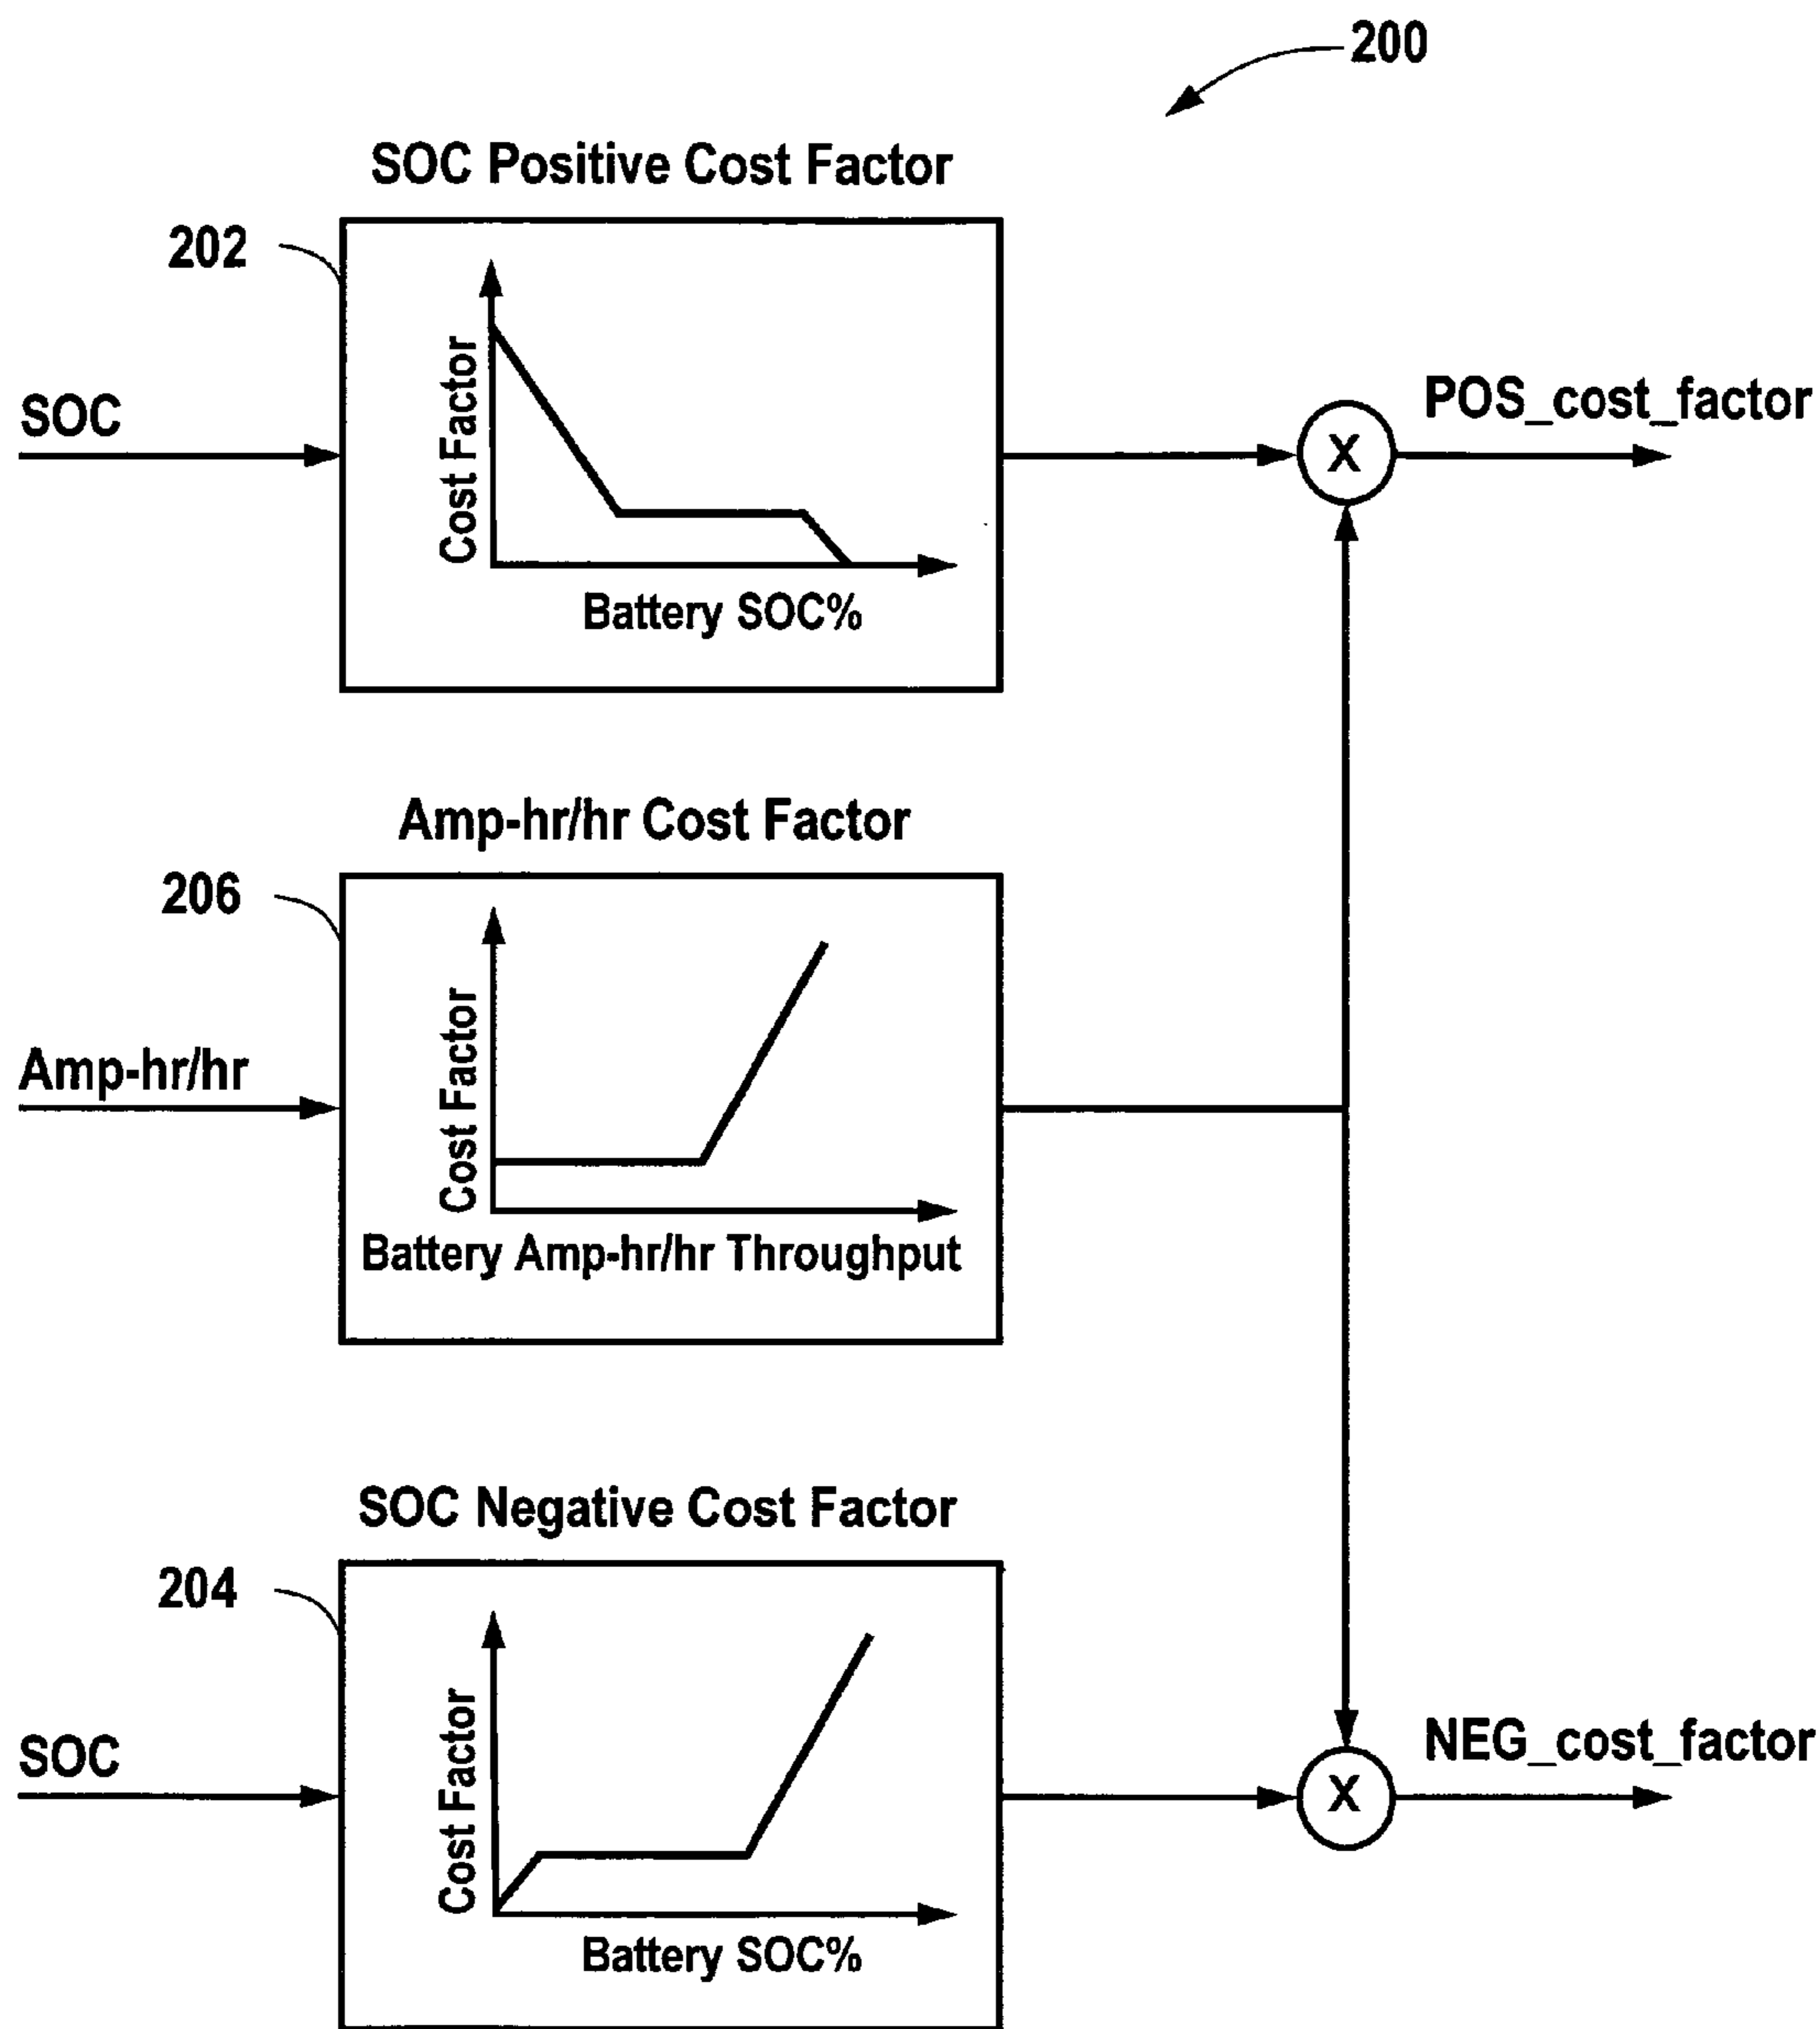 200
SOC Positive Cost Factor
202
Cost Factor
Battery SOC%
SOC
X
POS_cost_factor
Amp-hr/hr Cost Factor
206
Cost Factor
Battery Amp-hr/hr Throughput
Amp-hr/hr
SOC Negative Cost Factor
204
Cost Factor
Battery SOC%
SOC
X
NEG_cost_factor